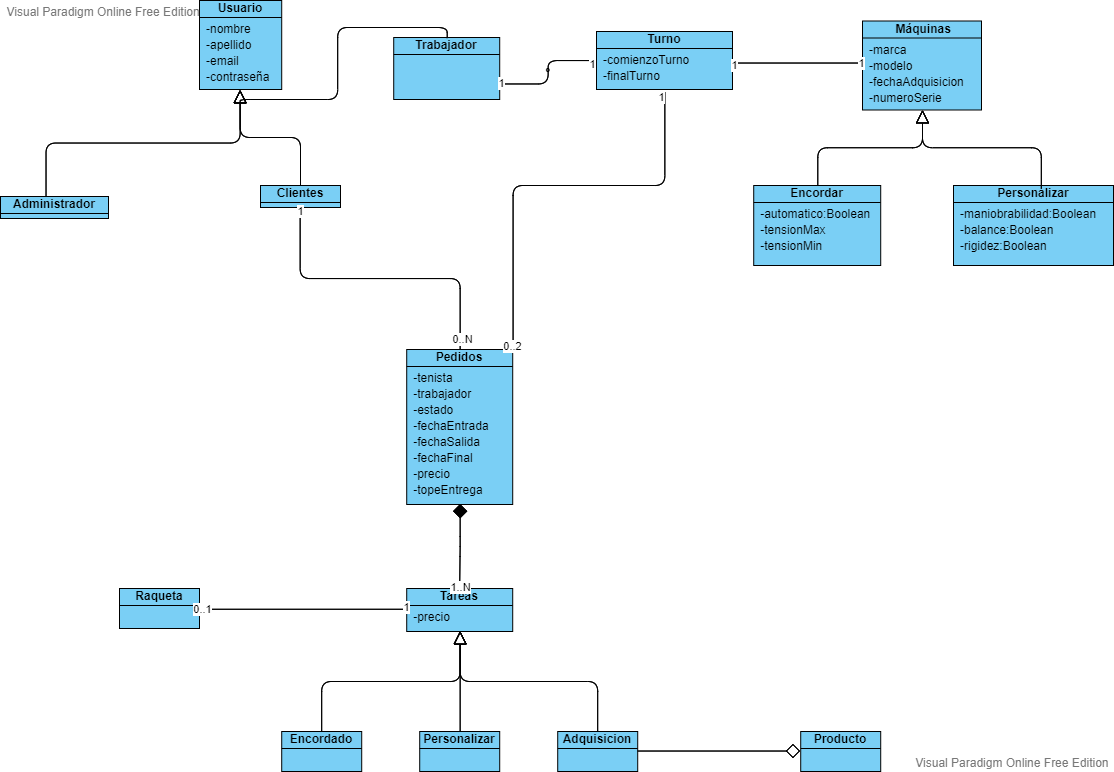 Visual Paradigm Online Free Edition
Usuario
-nombre
-apellido
-email
-contraseña
Trabajador
1
Turno
-comienzoTurno
-finalTurno
1
1
1
Máquinas
-marca
-modelo
-fechaAdquisicion
-numeroSerie
1
Administrador
Clientes
1
Encordar
-automatico:Boolean
-tensionMax
-tensionMin
Personalizar
-maniobrabilidad:Boolean
-balance:Boolean
-rigidez:Boolean
0..N
0..2
Pedidos
-tenista
-trabajador
-estado
-fechaEntrada
-fechaSalida
-fechaFinal
-precio
-topeEntrega
1..N
Raqueta
0..1
1
Tareas
-precio
Encordado
Personalizar
Adquisicion
Producto
Visual Paradigm Online Free Edition